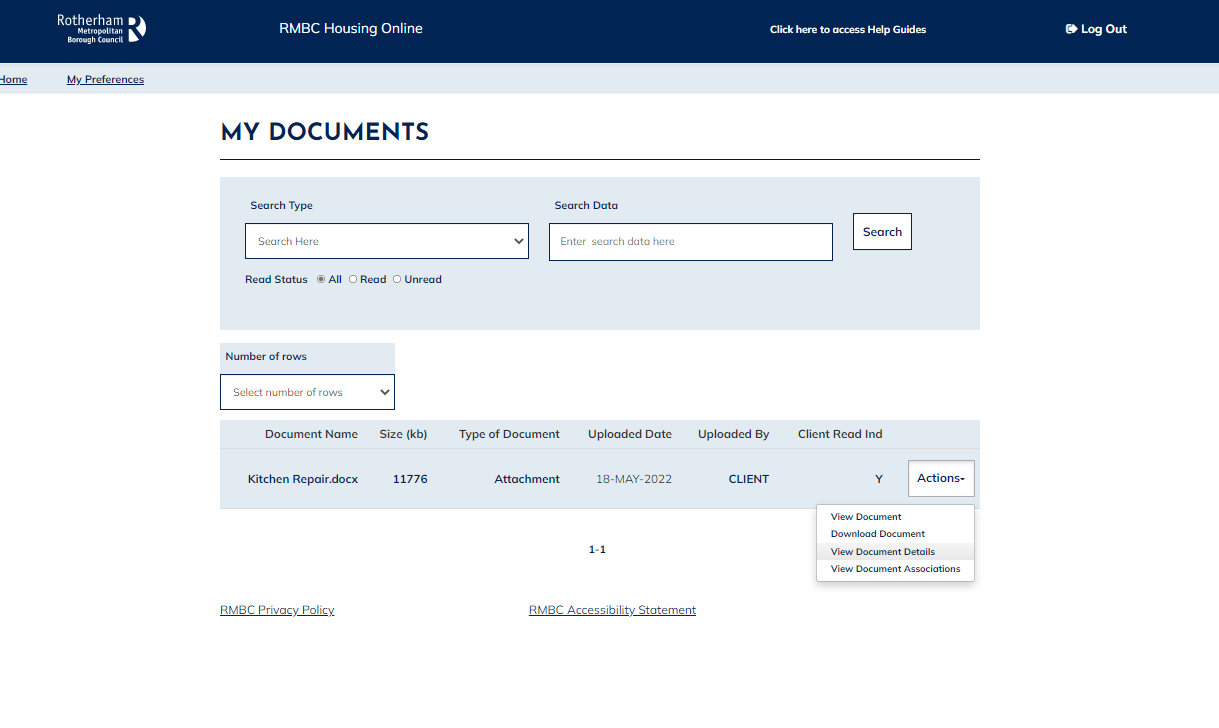 Rotherham
Metropolitan
Borough Council
RMBC Housing Online
Click here to access Help Guides
Log Out
Home
My Preferences
MY DOCUMENTS
Search Type
Search Data
Search Here
Enter search data here
Search
Read Status All Read Unread
Number of rows
Select number of rows
Document Name Size (kb) Type of Document Uploaded Date Uploaded By Client Read Ind
Kitchen Repair.docx 11776 Attachment 18-MAY-2022 CLIENT Y Actions
View Document
Download Document
View Document Details
View Document Associations
1-1
RMBC Privacy Policy
RMBC Accessibility Statement